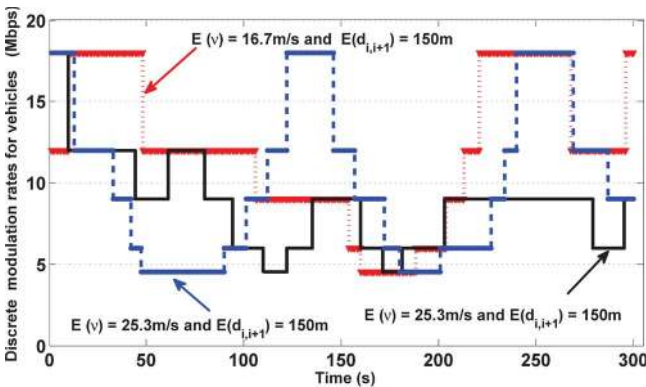 Discrete modulation rates for vehicles (Mbps)
20
15
10
5
0
E (ν) = 16.7m/s and E(d_{i,i+1}) = 150m
E (ν) = 25.3m/s and E(d_{i,i+1}) = 150m
E (ν) = 25.3m/s and E(d_{i,i+1}) = 150m
0 50 100 150 200 250 300
Time (s)